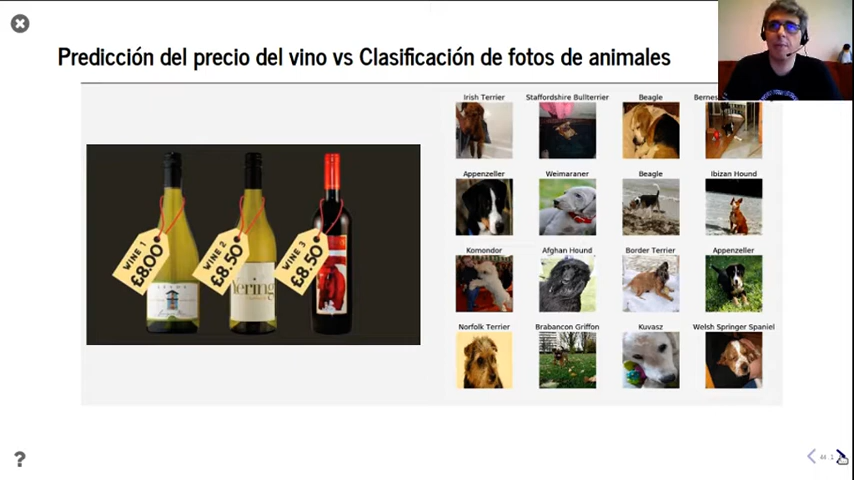 Predicción del precio del vino vs Clasificación de fotos de animales
Irish Terrier
Staffordshire Bullterrier
Beagle
WINE 1
£8.00
WINE 2
£8.50
WINE 3
£8.50
Appenzeller
Weimaraner
Beagle
Ibizan Hound
Komondor
Afghan Hound
Border Terrier
Appenzeller
Norfolk Terrier
Brabancon Griffon
Kuvasz
Welsh Springer Spaniel
?
44.1